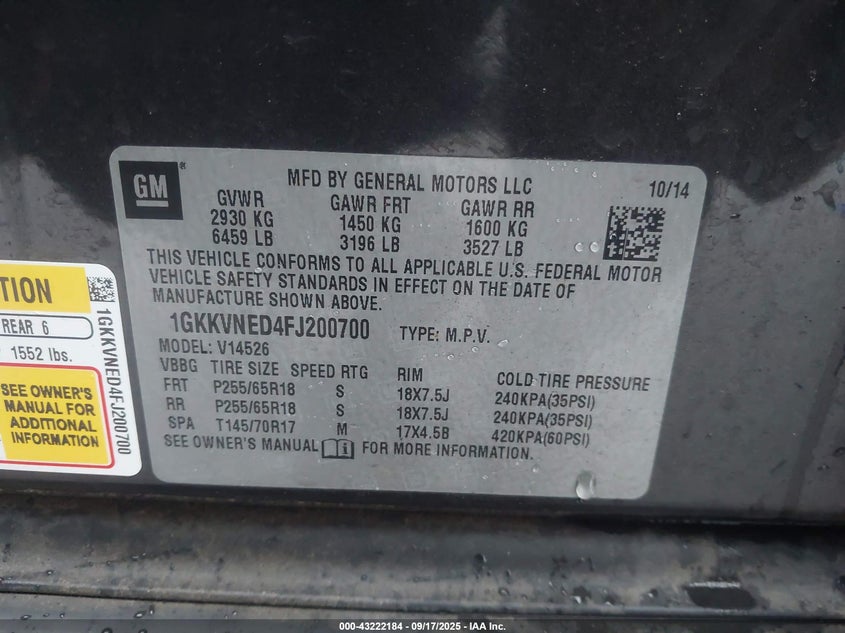 GM
MFD BY GENERAL MOTORS LLC
10/14
GVWR GAWR FRT GAWR RR
2930 KG 1450 KG 1600 KG
6459 LB 3196 LB 3527 LB
THIS VEHICLE CONFORMS TO ALL APPLICABLE U.S. FEDERAL MOTOR
VEHICLE SAFETY STANDARDS IN EFFECT ON THE DATE OF
MANUFACTURE SHOWN ABOVE.
1GKKVNED4FJ200700 TYPE: M.P.V.
MODEL: V14526
VBBG TIRE SIZE SPEED RTG RIM COLD TIRE PRESSURE
FRT P255/65R18 S 18X7.5J 240KPA(35PSI)
RR P255/65R18 S 18X7.5J 240KPA(35PSI)
SPA T145/70R17 M 17X4.5B 420KPA(60PSI)
SEE OWNER'S MANUAL FOR MORE INFORMATION.
TION
REAR 6
1552 lbs.
SEE OWNER'S
MANUAL FOR
ADDITIONAL
INFORMATION
1GKKVNED4FJ200700
000-43222184 - 09/17/2025 - IAA Inc.